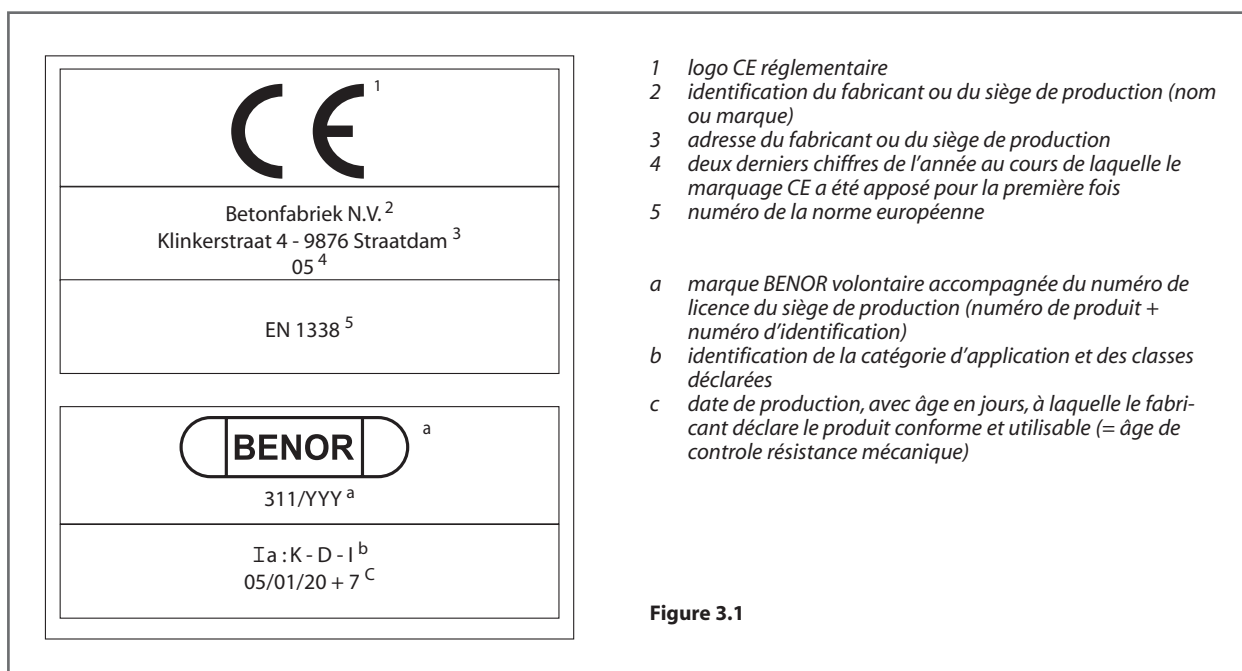 CE 1
Betonfabriek N.V. 2
Klinkerstraat 4 - 9876 Straatdam 3
05 4
EN 1338 5
BENOR a
311/YYY a
Ia : K - D - I b
05/01/20 + 7 C
1 logo CE réglementaire
2 identification du fabricant ou du siège de production (nom
ou marque)
3 adresse du fabricant ou du siège de production
4 deux derniers chiffres de l'année au cours de laquelle le
marquage CE a été apposé pour la première fois
5 numéro de la norme européenne
a marque BENOR volontaire accompagnée du numéro de
licence du siège de production (numéro de produit +
numéro d'identification)
b identification de la catégorie d'application et des classes
déclarées
c date de production, avec âge en jours, à laquelle le fabri-
cant déclare le produit conforme et utilisable (= âge de
controle résistance mécanique)
Figure 3.1